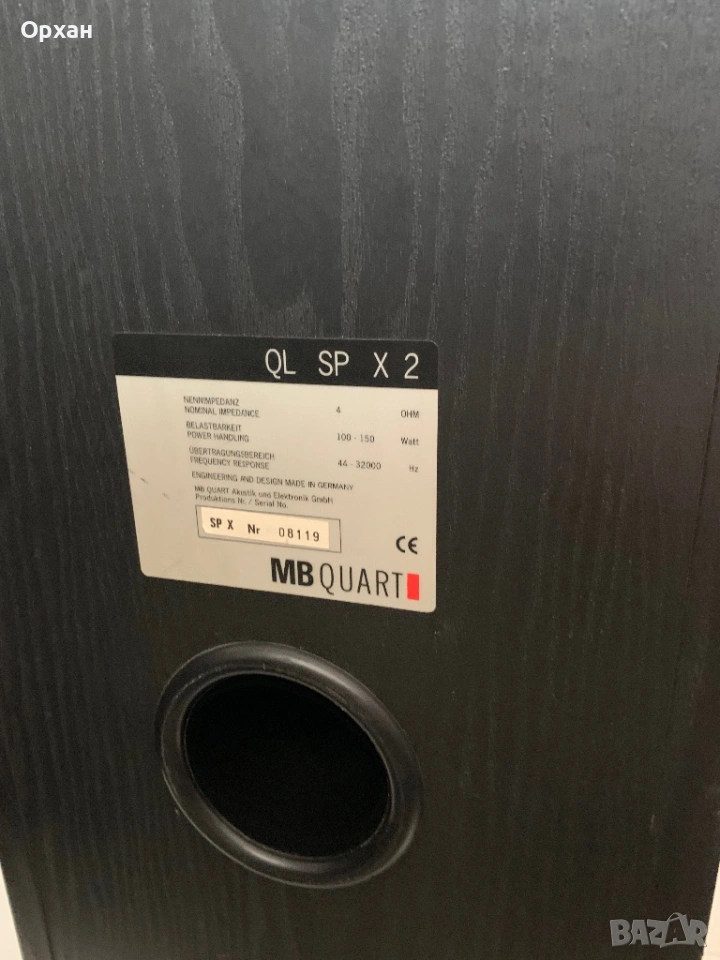 Орхан
QL SP X 2
NENNIMPEDANZ
NOMINAL IMPEDANCE 4 OHM
BELASTBARKEIT
POWER HANDLING 100 - 150 Watt
ÜBERTRAGUNGSBEREICH
FREQUENCY RESPONSE 44 - 32000 Hz
ENGINEERING AND DESIGN MADE IN GERMANY
MB QUART Akustik und Elektronik GmbH
Produktions Nr. / Serial No.
SP X Nr 08119
CE
MB QUART
BAZAR